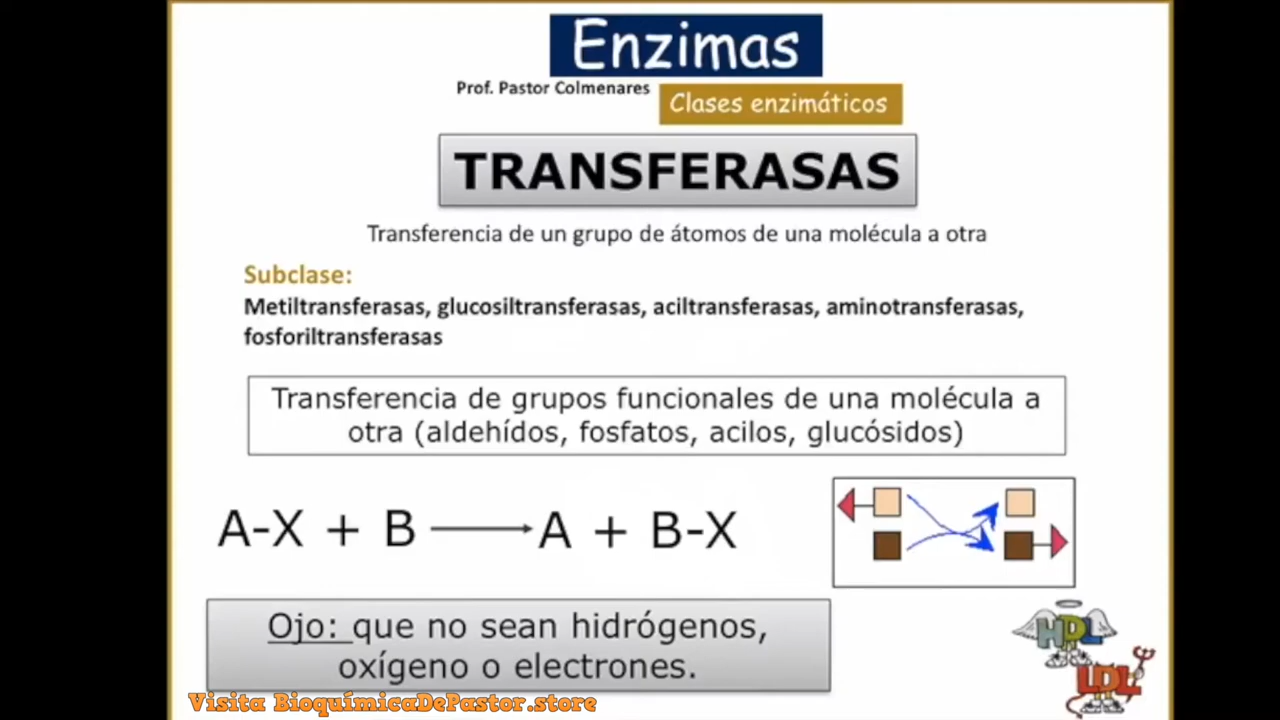 Enzimas
Prof. Pastor Colmenares
Clases enzimáticos
TRANSFERASAS
Transferencia de un grupo de átomos de una molécula a otra
Subclase:
Metiltransferasas, glucosiltransferasas, aciltransferasas, aminotransferasas,
fosforiltransferasas
Transferencia de grupos funcionales de una molécula a
otra (aldehídos, fosfatos, acilos, glucósidos)
A-X + B → A + B-X
Ojo: que no sean hidrógenos,
oxígeno o electrones.
HDL
LDL
Visita BioquímicaDePastor.store